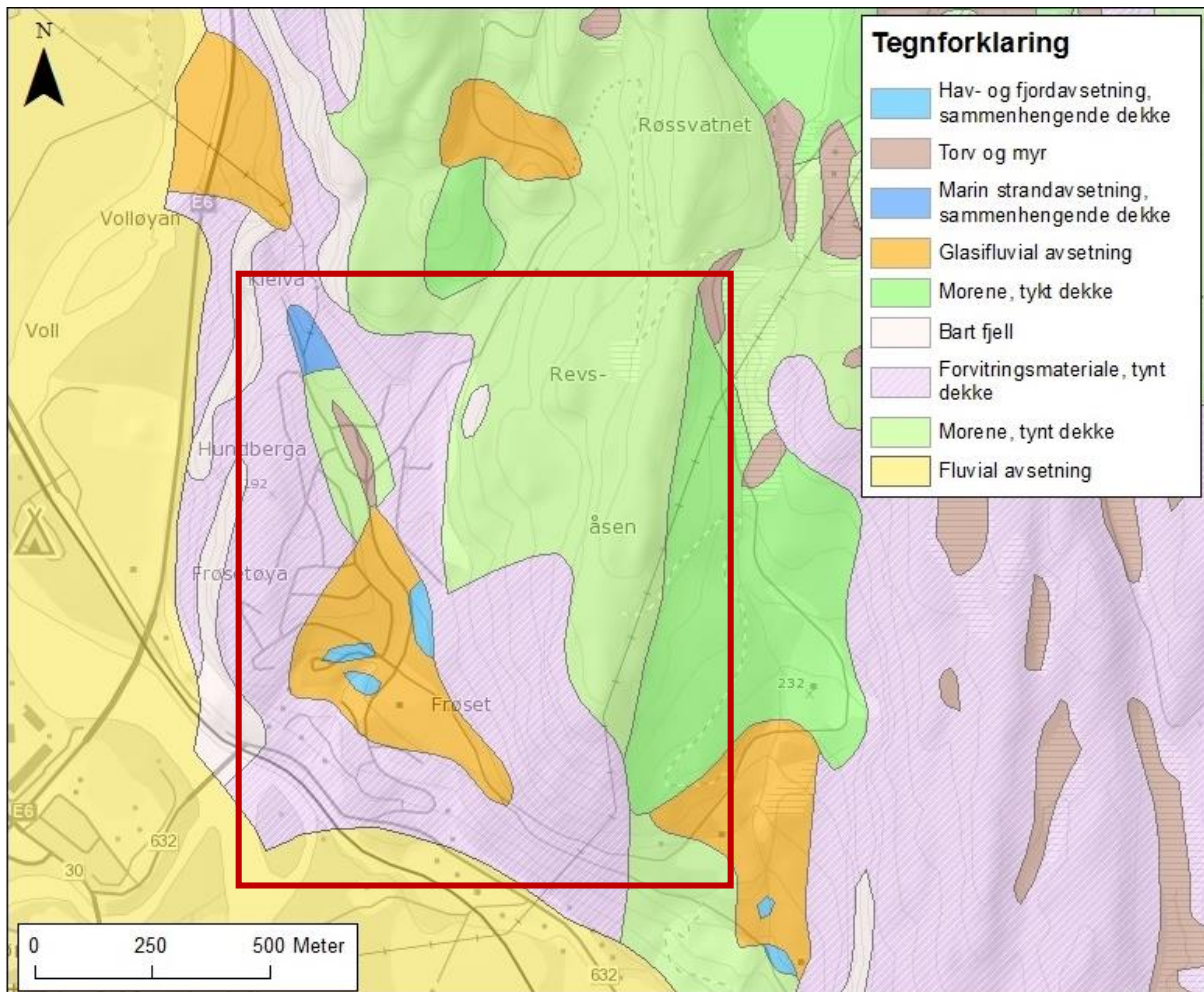 N
Tegnforklaring
Hav- og fjordavsetning,
sammenhengende dekke
Torv og myr
Marin strandavsetning,
sammenhengende dekke
Glasifluvial avsetning
Morene, tykt dekke
Bart fjell
Forvitringsmateriale, tynt
dekke
Morene, tynt dekke
Fluvial avsetning
Røssvatnet
E6
Volløyan
Kleiva
Voll
Revs-
Hundberga
192
åsen
Frøsetøya
232
Frøset
E6
632
30
632
0 250 500 Meter